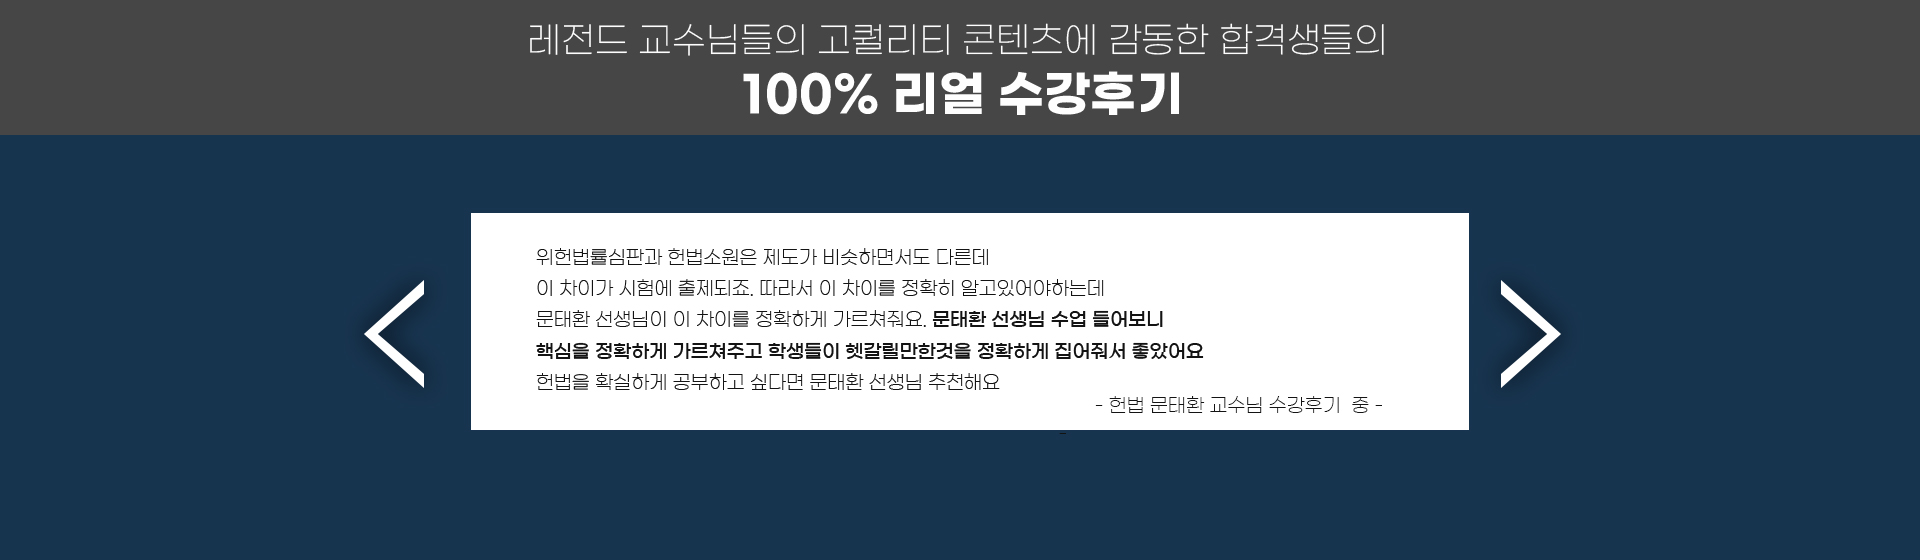 레전드 교수님들의 고퀄리티 콘텐츠에 감동한 합격생들의
100% 리얼 수강후기
위헌법률심판과 헌법소원은 제도가 비슷하면서도 다른데
이 차이가 시험에 출제되죠. 따라서 이 차이를 정확히 알고있어야하는데
문태환 선생님이 이 차이를 정확하게 가르쳐줘요. 문태환 선생님 수업 들어보니
핵심을 정확하게 가르쳐주고 학생들이 헷갈릴만한것을 정확하게 집어줘서 좋았어요
헌법을 확실하게 공부하고 싶다면 문태환 선생님 추천해요
- 헌법 문태환 교수님 수강후기 중 -